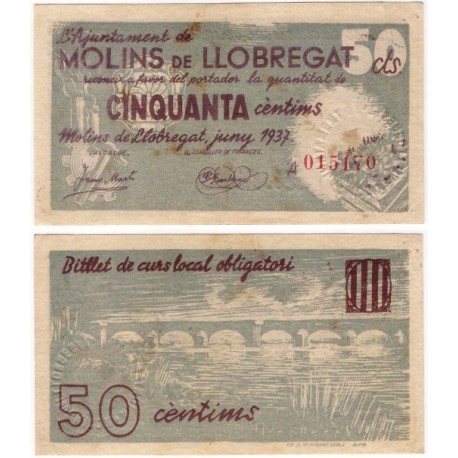 L'Ajuntament de
MOLINS DE LLOBREGAT
50
cts.
reconeix a favor del portador la quantitat de
CINQUANTA cèntims
Molins de Llobregat, juny 1937.
L'ALCALDE, EL CONSELLER DE FINANCES,
A 015170
Bitllet de curs local obligatori
50
cèntims